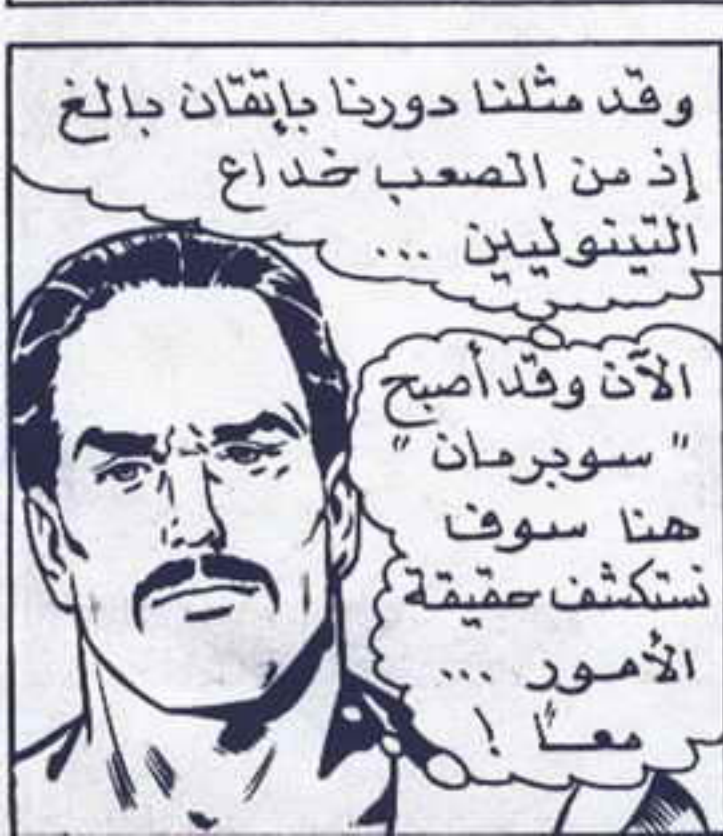 وقد مثلنا دورنا بإتقان بالغ
إذ من الصعب خداع
التينوليين ...
الآن وقد أصبح
" سوبرمان "
هنا سوف
نستكشف حقيقة
الأمور ...
معاً !